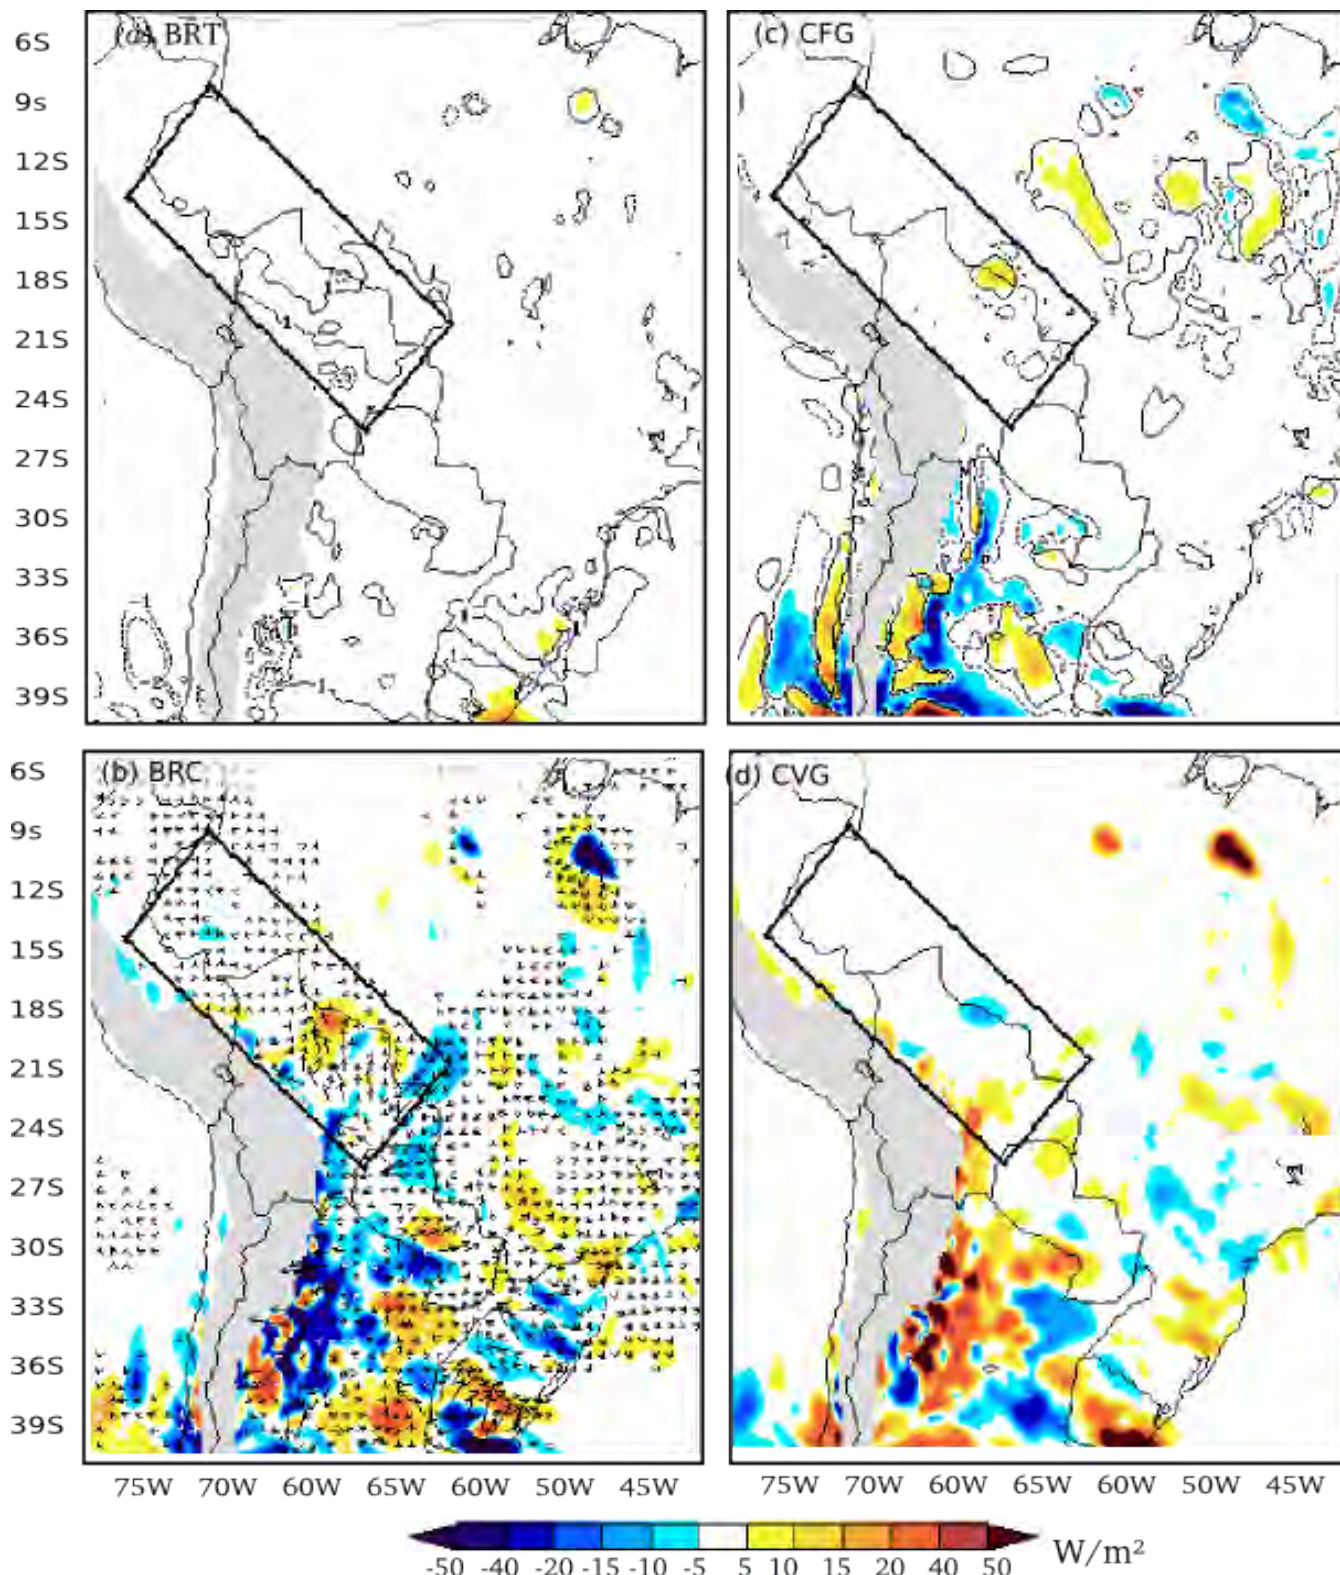 (a) BRT
(c) CFG
6S
9s
12S
15S
18S
21S
24S
27S
30S
33S
36S
39S
(b) BRC
(d) CVG
6S
9s
12S
15S
18S
21S
24S
27S
30S
33S
36S
39S
75W 70W 60W 65W 60W 50W 45W
75W 70W 60W 65W 60W 50W 45W
-50 -40 -20 -15 -10 -5 5 10 15 20 40 50 W/m²